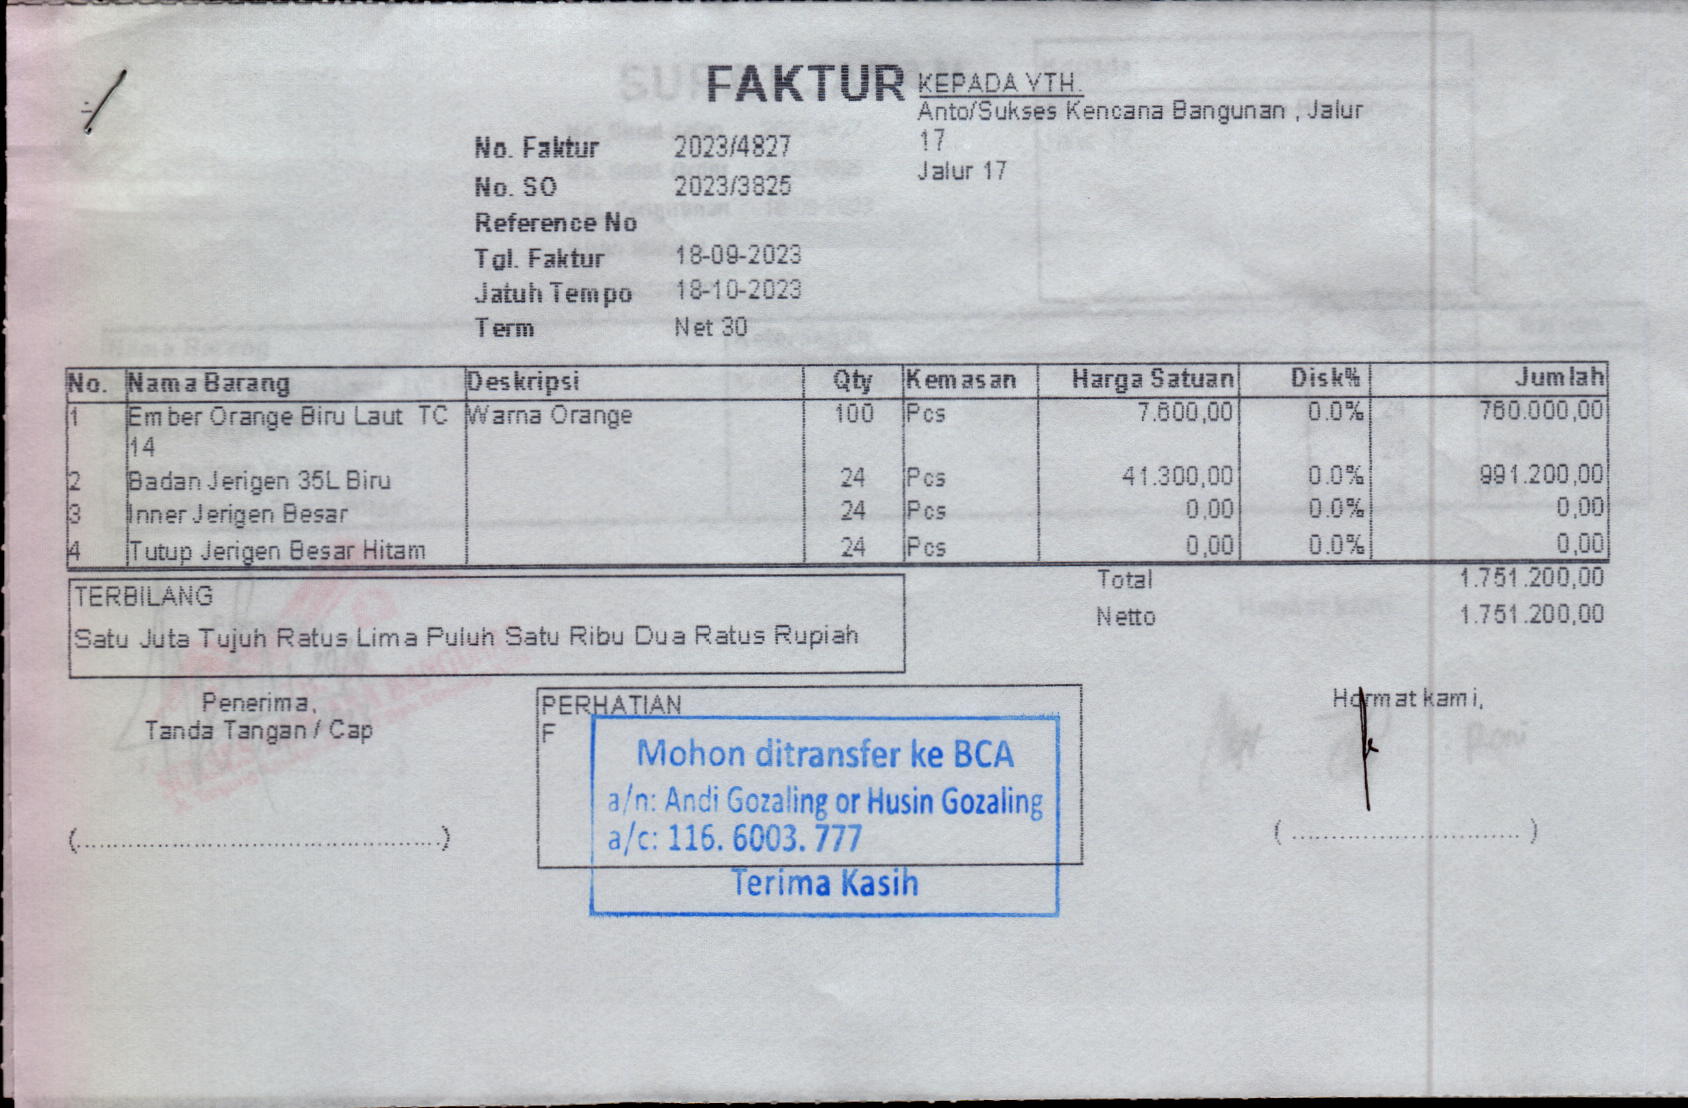 FAKTUR
KEPADA YTH.
Anto/Sukses Kencana Bangunan , Jalur
17
Jalur 17
No. Faktur 2023/4827
No. SO 2023/3825
Reference No
Tgl. Faktur 18-09-2023
Jatuh Tempo 18-10-2023
Term Net 30
No. Nama Barang Deskripsi Qty Kemasan Harga Satuan Disk% Jumlah
1 Ember Orange Biru Laut TC Warna Orange 100 Pcs 7.600,00 0.0% 760.000,00
14
2 Badan Jerigen 35L Biru 24 Pcs 41.300,00 0.0% 991.200,00
3 Inner Jerigen Besar 24 Pcs 0,00 0.0% 0,00
4 Tutup Jerigen Besar Hitam 24 Pcs 0,00 0.0% 0,00
Total 1.751.200,00
Netto 1.751.200,00
TERBILANG
Satu Juta Tujuh Ratus Lima Puluh Satu Ribu Dua Ratus Rupiah
Penerima,
Tanda Tangan / Cap
(................................................)
PERHATIAN
F
Mohon ditransfer ke BCA
a/n: Andi Gozaling or Husin Gozaling
a/c: 116. 6003. 777
Terima Kasih
Hormat kami,
( .............................. )